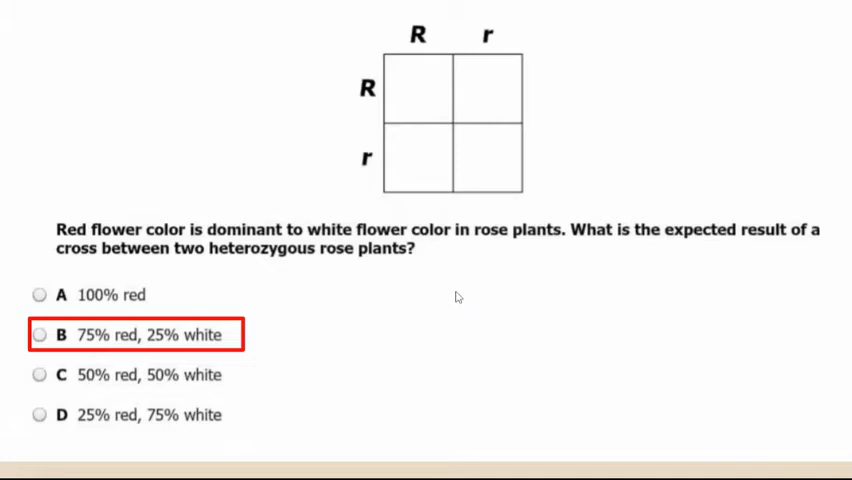 R r
R
r
Red flower color is dominant to white flower color in rose plants. What is the expected result of a
cross between two heterozygous rose plants?
A 100% red
B 75% red, 25% white
C 50% red, 50% white
D 25% red, 75% white